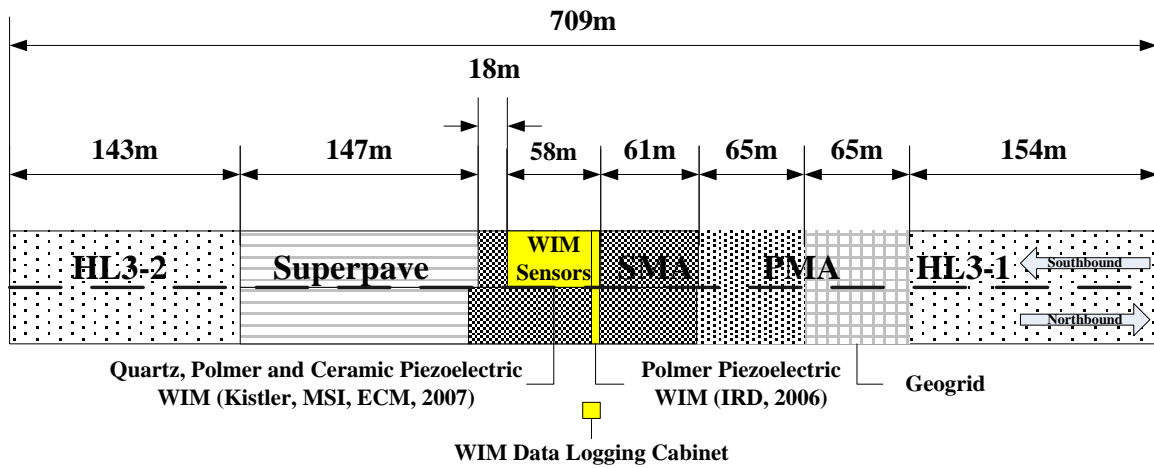 709m
18m
143m
147m
58m
61m
65m
65m
154m
HL3-2
Superpave
WIM
Sensors
SMA
PMA
HL3-1
Southbound
Northbound
Quartz, Polmer and Ceramic Piezoelectric
WIM (Kistler, MSI, ECM, 2007)
Polmer Piezoelectric
WIM (IRD, 2006)
Geogrid
WIM Data Logging Cabinet